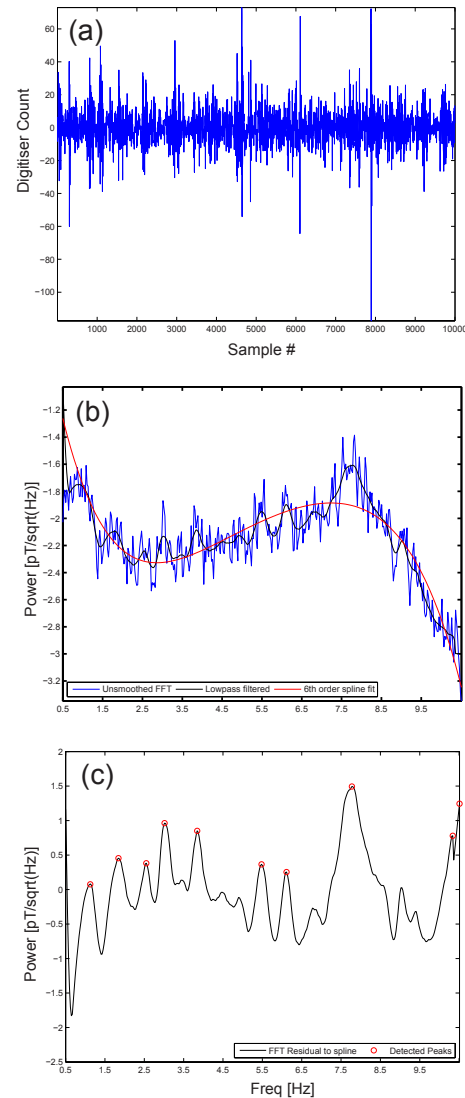 (a)
Digitiser Count
60
40
20
0
−20
−40
−60
−80
−100
1000 2000 3000 4000 5000 6000 7000 8000 9000 10000
Sample #
(b)
Power [pT/sqrt(Hz)]
−1.2
−1.4
−1.6
−1.8
−2
−2.2
−2.4
−2.6
−2.8
−3
−3.2
Unsmoothed FFT Lowpass filtered 6th order spline fit
0.5 1.5 2.5 3.5 4.5 5.5 6.5 7.5 8.5 9.5
(c)
Power [pT/sqrt(Hz)]
2
1.5
1
0.5
0
−0.5
−1
−1.5
−2
−2.5
FFT Residual to spline Detected Peaks
0.5 1.5 2.5 3.5 4.5 5.5 6.5 7.5 8.5 9.5
Freq [Hz]